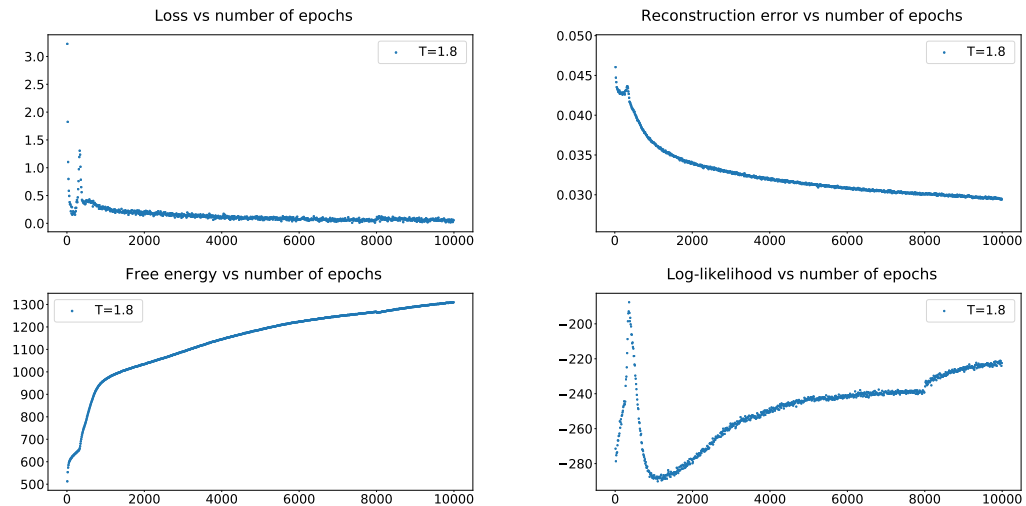 Loss vs number of epochs
T=1.8
3.0
2.5
2.0
1.5
1.0
0.5
0.0
0 2000 4000 6000 8000 10000
Reconstruction error vs number of epochs
T=1.8
0.050
0.045
0.040
0.035
0.030
0 2000 4000 6000 8000 10000
Free energy vs number of epochs
T=1.8
1300
1200
1100
1000
900
800
700
600
500
0 2000 4000 6000 8000 10000
Log-likelihood vs number of epochs
T=1.8
−200
−220
−240
−260
−280
0 2000 4000 6000 8000 10000